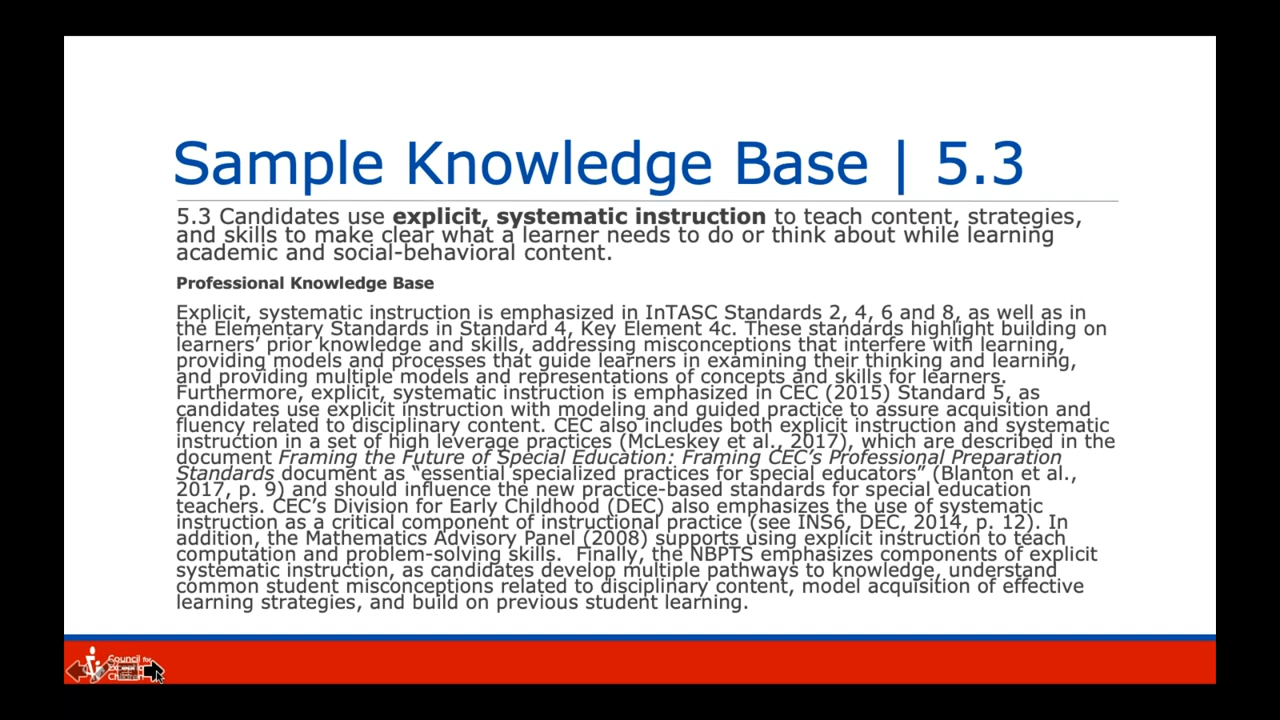 Sample Knowledge Base | 5.3
5.3 Candidates use explicit, systematic instruction to teach content, strategies,
and skills to make clear what a learner needs to do or think about while learning
academic and social-behavioral content.
Professional Knowledge Base
Explicit, systematic instruction is emphasized in InTASC Standards 2, 4, 6 and 8, as well as in
the Elementary Standards in Standard 4, Key Element 4c. These standards highlight building on
learners’ prior knowledge and skills, addressing misconceptions that interfere with learning,
providing models and processes that guide learners in examining their thinking and learning,
and providing multiple models and representations of concepts and skills for learners.
Furthermore, explicit, systematic instruction is emphasized in CEC (2015) Standard 5, as
candidates use explicit instruction with modeling and guided practice to assure acquisition and
fluency related to disciplinary content. CEC also includes both explicit instruction and systematic
instruction in a set of high leverage practices (McLeskey et al., 2017), which are described in the
document Framing the Future of Special Education: Framing CEC’s Professional Preparation
Standards document as “essential specialized practices for special educators” (Blanton et al.,
2017, p. 9) and should influence the new practice-based standards for special education
teachers. CEC’s Division for Early Childhood (DEC) also emphasizes the use of systematic
instruction as a critical component of instructional practice (see INS6, DEC, 2014, p. 12). In
addition, the Mathematics Advisory Panel (2008) supports using explicit instruction to teach
computation and problem-solving skills.  Finally, the NBPTS emphasizes components of explicit
systematic instruction, as candidates develop multiple pathways to knowledge, understand
common student misconceptions related to disciplinary content, model acquisition of effective
learning strategies, and build on previous student learning.
Council for
Children